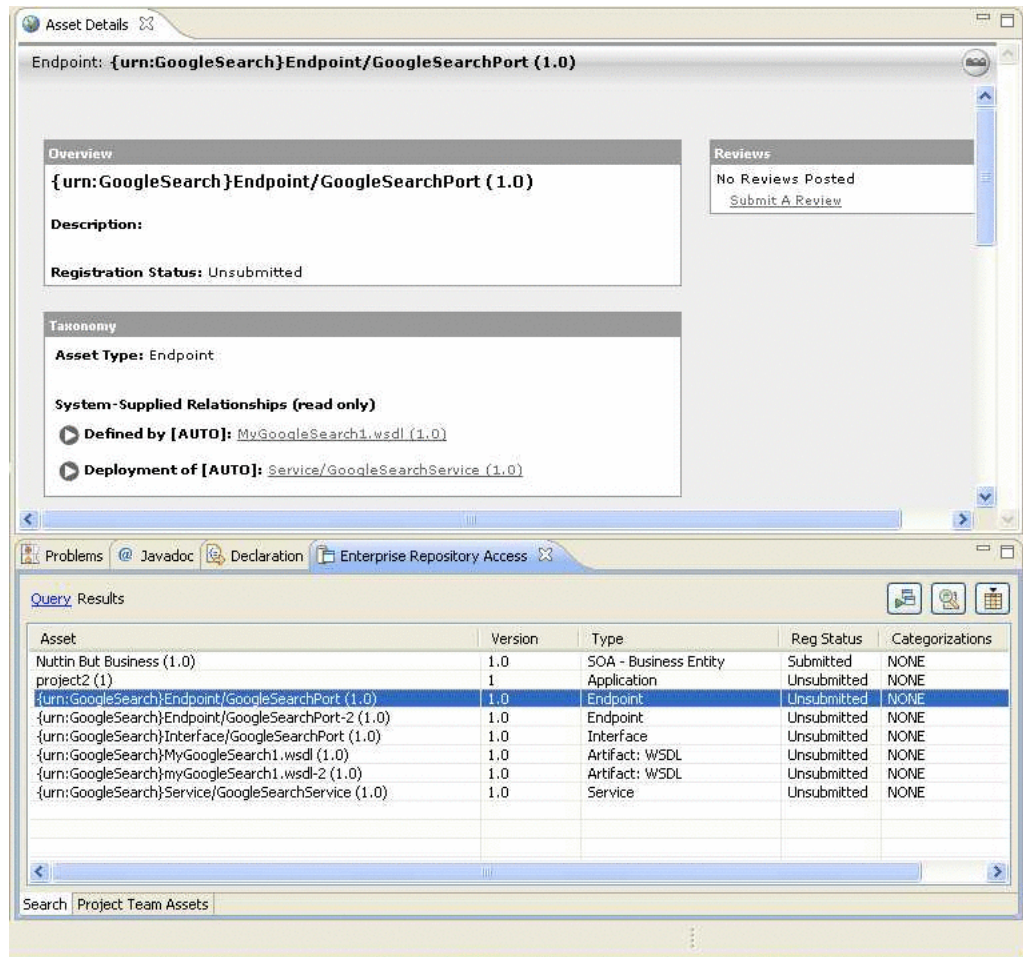 Asset Details
Endpoint: {urn:GoogleSearch}Endpoint/GoogleSearchPort (1.0)
Overview
{urn:GoogleSearch}Endpoint/GoogleSearchPort (1.0)
Description:
Registration Status: Unsubmitted
Reviews
No Reviews Posted
Submit A Review
Taxonomy
Asset Type: Endpoint
System-Supplied Relationships (read only)
Defined by [AUTO]: MyGoogleSearch1.wsdl (1.0)
Deployment of [AUTO]: Service/GoogleSearchService (1.0)
Problems @ Javadoc Declaration Enterprise Repository Access
Query Results
Asset Version Type Reg Status Categorizations
Nuttin But Business (1.0) 1.0 SOA - Business Entity Submitted NONE
project2 (1) 1 Application Unsubmitted NONE
{urn:GoogleSearch}Endpoint/GoogleSearchPort (1.0) 1.0 Endpoint Unsubmitted NONE
{urn:GoogleSearch}Endpoint/GoogleSearchPort-2 (1.0) 1.0 Endpoint Unsubmitted NONE
{urn:GoogleSearch}Interface/GoogleSearchPort (1.0) 1.0 Interface Unsubmitted NONE
{urn:GoogleSearch}MyGoogleSearch1.wsdl (1.0) 1.0 Artifact: WSDL Unsubmitted NONE
{urn:GoogleSearch}myGoogleSearch1.wsdl-2 (1.0) 1.0 Artifact: WSDL Unsubmitted NONE
{urn:GoogleSearch}Service/GoogleSearchService (1.0) 1.0 Service Unsubmitted NONE
Search Project Team Assets